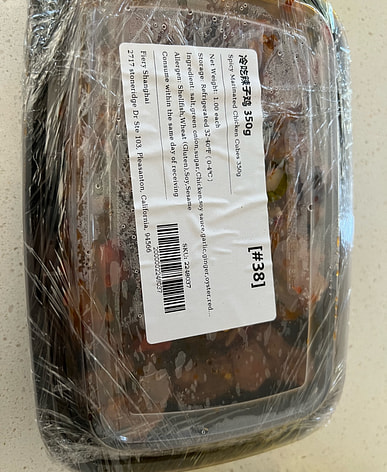 冷吃辣子鸡 350g
Spicy Marinated Chicken Cubes 350g
[#38]
Net Weight: 1.00 each
Storage: Refrigerated 32-40°F ( 0-4°C)
Ingredient: salt,green onion,sugar,Chicken,soy sauce,garlic,ginger,oyster,red...
Allergen: Shellfish,Wheat (Gluten),Soy,Sesame
Consume within the same day of receiving
SKU: 2249037
Fiery Shanghai
2717 stoneridge Dr Ste 103, Pleasanton, California, 94566